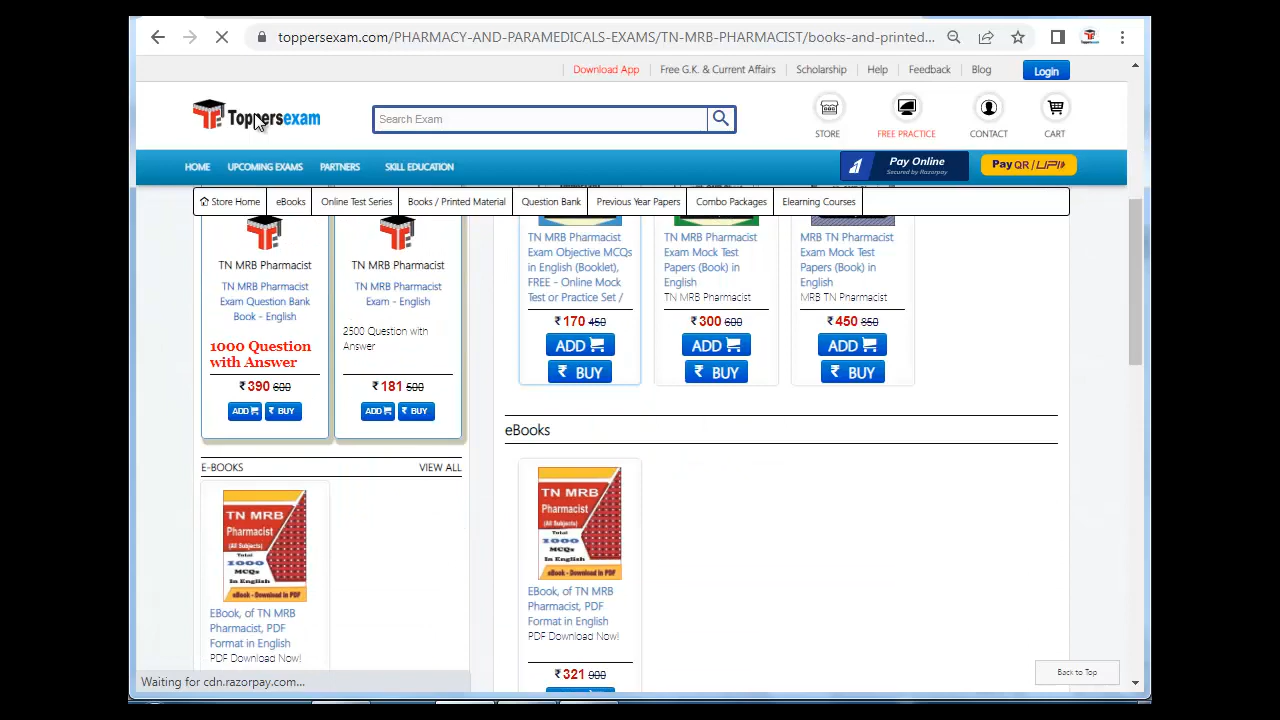 toppersexam.com/PHARMACY-AND-PARAMEDICALS-EXAMS/TN-MRB-PHARMACIST/books-and-printed...
Download App
Free G.K. & Current Affairs
Scholarship
Help
Feedback
Blog
Login
Toppersexam
Search Exam
STORE
FREE PRACTICE
CONTACT
CART
HOME
UPCOMING EXAMS
PARTNERS
SKILL EDUCATION
Pay Online
Secured by Razorpay
Pay QR / UPI
Store Home
eBooks
Online Test Series
Books / Printed Material
Question Bank
Previous Year Papers
Combo Packages
Elearning Courses
TN MRB Pharmacist
TN MRB Pharmacist
Exam Question Bank
Book - English
1000 Question
with Answer
₹ 390 600
ADD
₹ BUY
TN MRB Pharmacist
TN MRB Pharmacist
Exam - English
2500 Question with
Answer
₹ 181 500
ADD
₹ BUY
E-BOOKS
VIEW ALL
TN MRB
Pharmacist
(All Subjects)
Total
1000
MCQs
In English
eBook - Download in PDF
EBook, of TN MRB
Pharmacist, PDF
Format in English
PDF Download Now!
TN MRB Pharmacist
Exam Objective MCQs
in English (Booklet),
FREE - Online Mock
Test or Practice Set /
₹ 170 450
ADD
₹ BUY
TN MRB Pharmacist
Exam Mock Test
Papers (Book) in
English
TN MRB Pharmacist
₹ 300 600
ADD
₹ BUY
MRB TN Pharmacist
Exam Mock Test
Papers (Book) in
English
MRB TN Pharmacist
₹ 450 850
ADD
₹ BUY
eBooks
TN MRB
Pharmacist
(All Subjects)
Total
1000
MCQs
In English
eBook - Download in PDF
EBook, of TN MRB
Pharmacist, PDF
Format in English
PDF Download Now!
₹ 321 900
Back to Top
Waiting for cdn.razorpay.com...